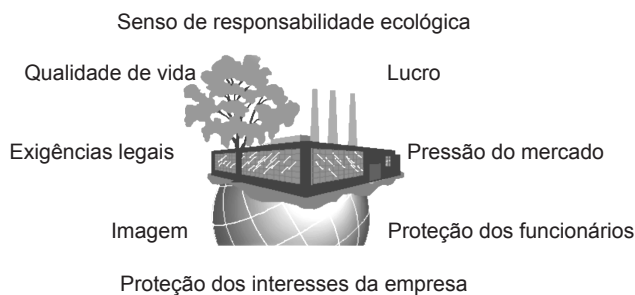 Senso de responsabilidade ecológica
Qualidade de vida
Lucro
Exigências legais
Pressão do mercado
Imagem
Proteção dos funcionários
Proteção dos interesses da empresa